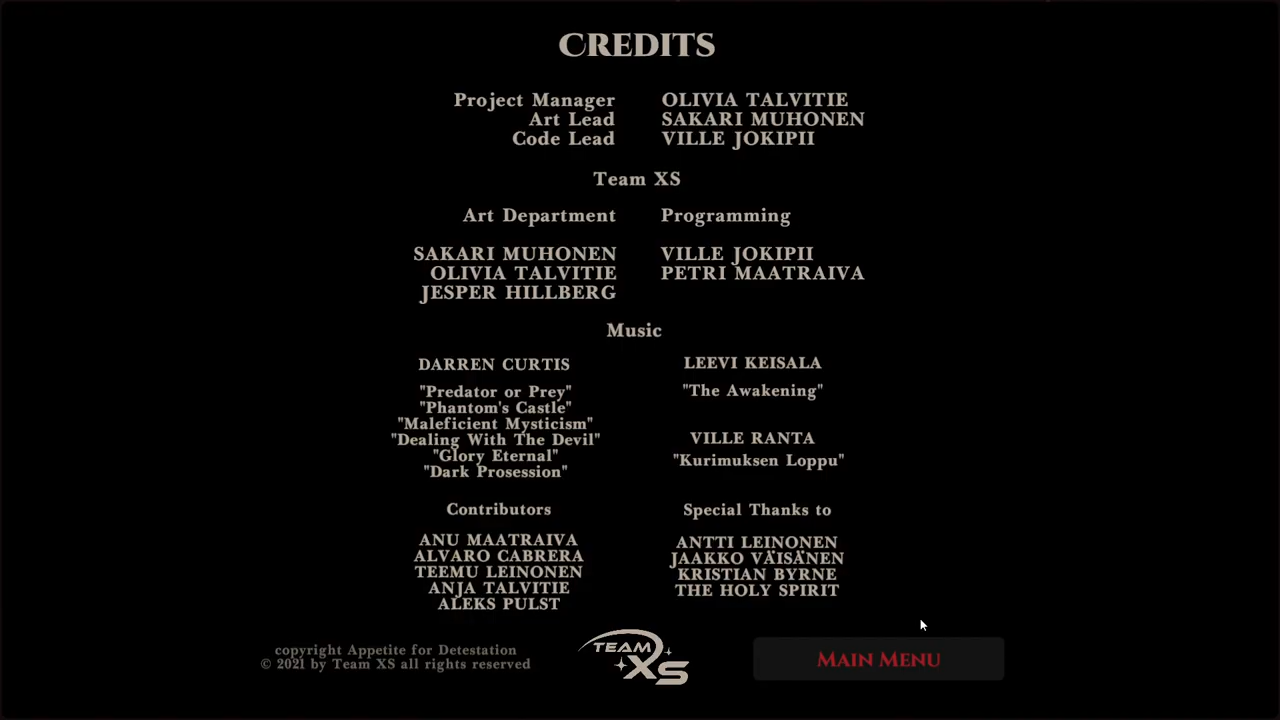 CREDITS
Project Manager OLIVIA TALVITIE
Art Lead SAKARI MUHONEN
Code Lead VILLE JOKIPII
Team XS
Art Department Programming
SAKARI MUHONEN VILLE JOKIPII
OLIVIA TALVITIE PETRI MAATRAIVA
JESPER HILLBERG
Music
DARREN CURTIS
"Predator or Prey"
"Phantom's Castle"
"Maleficient Mysticism"
"Dealing With The Devil"
"Glory Eternal"
"Dark Prosession"
LEEVI KEISALA
"The Awakening"
VILLE RANTA
"Kurimuksen Loppu"
Contributors
ANU MAATRAIVA
ALVARO CABRERA
TEEMU LEINONEN
ANJA TALVITIE
ALEKS PULST
Special Thanks to
ANTTI LEINONEN
JAAKKO VÄISÄNEN
KRISTIAN BYRNE
THE HOLY SPIRIT
copyright Appetite for Detestation
© 2021 by Team XS all rights reserved
TEAM
XS
MAIN MENU